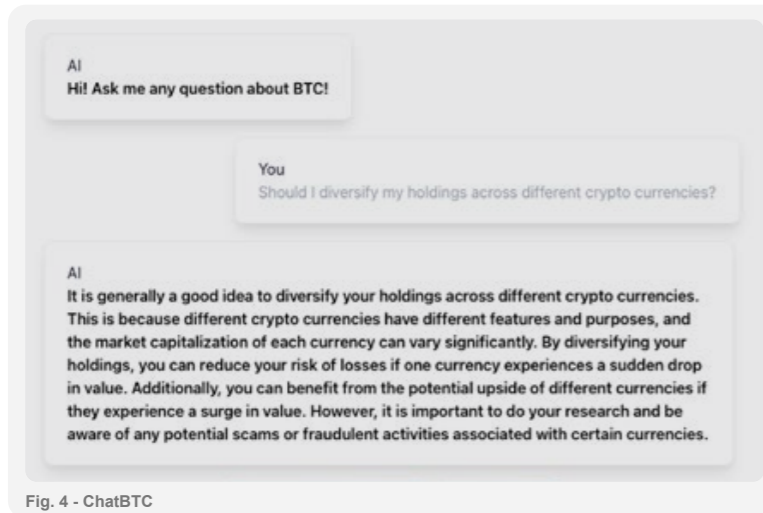 AI
Hi! Ask me any question about BTC!
You
Should I diversify my holdings across different crypto currencies?
AI
It is generally a good idea to diversify your holdings across different crypto currencies.
This is because different crypto currencies have different features and purposes, and
the market capitalization of each currency can vary significantly. By diversifying your
holdings, you can reduce your risk of losses if one currency experiences a sudden drop
in value. Additionally, you can benefit from the potential upside of different currencies if
they experience a surge in value. However, it is important to do your research and be
aware of any potential scams or fraudulent activities associated with certain currencies.
Fig. 4 - ChatBTC